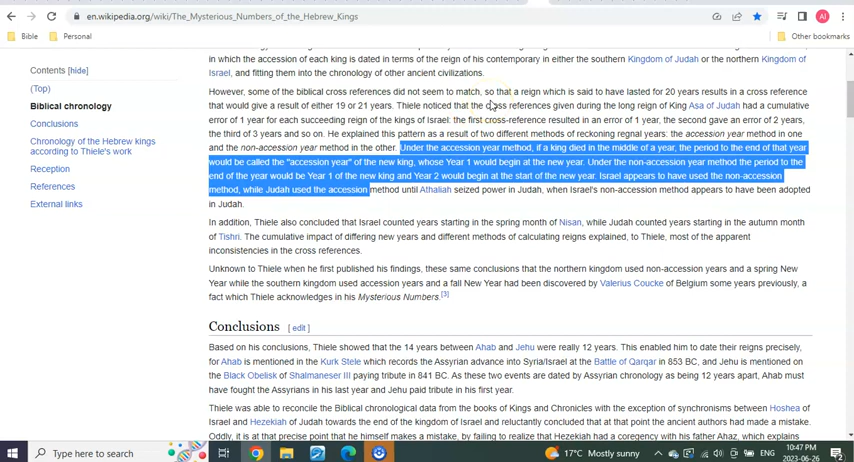 en.wikipedia.org/wiki/The_Mysterious_Numbers_of_the_Hebrew_Kings
AI
Bible
Personal
Other bookmarks
Contents [hide]
(Top)
Biblical chronology
Conclusions
Chronology of the Hebrew kings
according to Thiele's work
Reception
References
External links
in which the accession of each king is dated in terms of the reign of his contemporary in either the southern Kingdom of Judah or the northern Kingdom of
Israel, and fitting them into the chronology of other ancient civilizations.
However, some of the biblical cross references did not seem to match, so that a reign which is said to have lasted for 20 years results in a cross reference
that would give a result of either 19 or 21 years. Thiele noticed that the cross references given during the long reign of King Asa of Judah had a cumulative
error of 1 year for each succeeding reign of the kings of Israel: the first cross-reference resulted in an error of 1 year, the second gave an error of 2 years,
the third of 3 years and so on. He explained this pattern as a result of two different methods of reckoning regnal years: the accession year method in one
and the non-accession year method in the other. Under the accession year method, if a king died in the middle of a year, the period to the end of that year
would be called the "accession year" of the new king, whose Year 1 would begin at the new year. Under the non-accession year method the period to the
end of the year would be Year 1 of the new king and Year 2 would begin at the start of the new year. Israel appears to have used the non-accession
method, while Judah used the accession method until Athaliah seized power in Judah, when Israel's non-accession method appears to have been adopted
in Judah.
In addition, Thiele also concluded that Israel counted years starting in the spring month of Nisan, while Judah counted years starting in the autumn month
of Tishri. The cumulative impact of differing new years and different methods of calculating reigns explained, to Thiele, most of the apparent
inconsistencies in the cross references.
Unknown to Thiele when he first published his findings, these same conclusions that the northern kingdom used non-accession years and a spring New
Year while the southern kingdom used accession years and a fall New Year had been discovered by Valerius Coucke of Belgium some years previously, a
fact which Thiele acknowledges in his Mysterious Numbers.[3]
Conclusions [ edit ]
Based on his conclusions, Thiele showed that the 14 years between Ahab and Jehu were really 12 years. This enabled him to date their reigns precisely,
for Ahab is mentioned in the Kurk Stele which records the Assyrian advance into Syria/Israel at the Battle of Qarqar in 853 BC, and Jehu is mentioned on
the Black Obelisk of Shalmaneser III paying tribute in 841 BC. As these two events are dated by Assyrian chronology as being 12 years apart, Ahab must
have fought the Assyrians in his last year and Jehu paid tribute in his first year.
Thiele was able to reconcile the Biblical chronological data from the books of Kings and Chronicles with the exception of synchronisms between Hoshea of
Israel and Hezekiah of Judah towards the end of the kingdom of Israel and reluctantly concluded that at that point the ancient authors had made a mistake.
Oddly, it is at that precise point that he himself makes a mistake, by failing to realize that Hezekiah had a coregency with his father Ahaz, which explains
Type here to search
17°C Mostly sunny
10:47 PM
2023-06-26
2